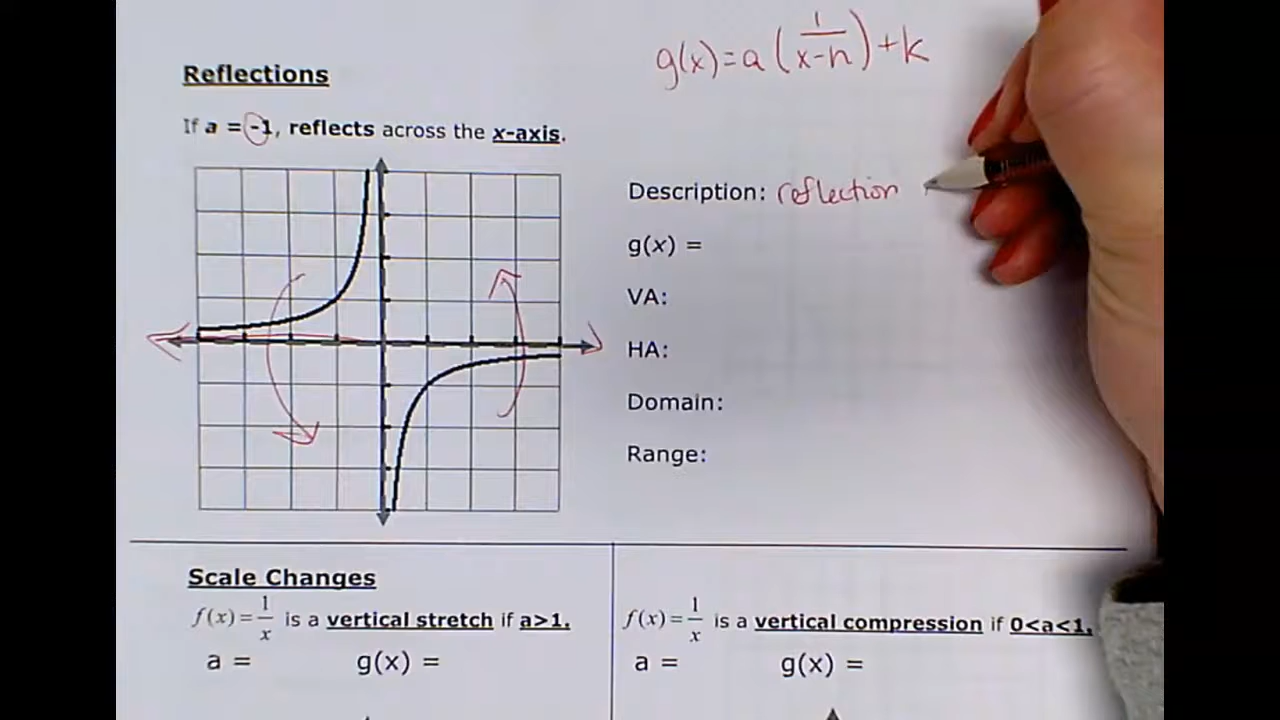 g(x)=a(1/x-h)+k
Reflections
If a = -1, reflects across the x-axis.
Description: reflection
g(x) =
VA:
HA:
Domain:
Range:
Scale Changes
f(x)=1/x is a vertical stretch if a>1.
a = g(x) =
f(x)=1/x is a vertical compression if 0<a<1.
a = g(x) =